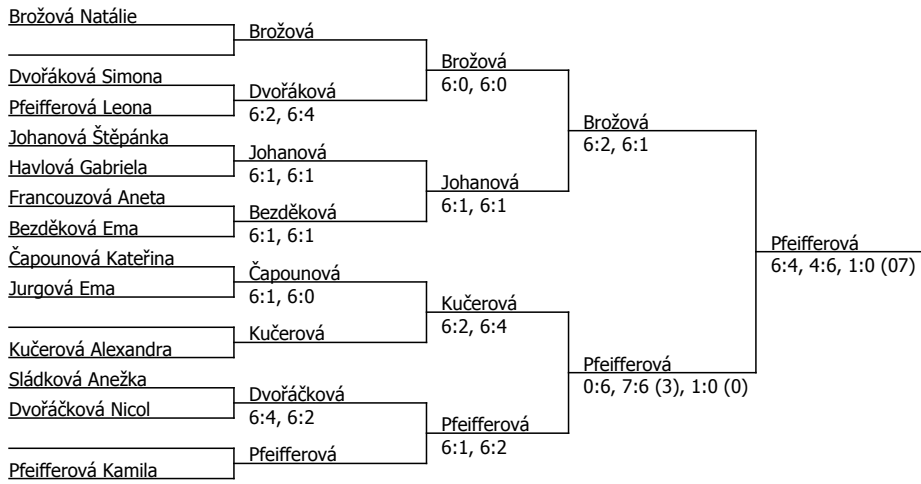 Brožová Natálie
Brožová
Brožová
6:0, 6:0
Dvořáková Simona
Dvořáková
6:2, 6:4
Pfeifferová Leona
Brožová
6:2, 6:1
Johanová Štěpánka
Johanová
6:1, 6:1
Havlová Gabriela
Johanová
6:1, 6:1
Francouzová Aneta
Bezděková
6:1, 6:1
Bezděková Ema
Pfeifferová
6:4, 4:6, 1:0 (07)
Čapounová Kateřina
Čapounová
6:1, 6:0
Jurgová Ema
Kučerová
6:2, 6:4
Kučerová
Kučerová Alexandra
Pfeifferová
0:6, 7:6 (3), 1:0 (0)
Sládková Anežka
Dvořáčková
6:4, 6:2
Dvořáčková Nicol
Pfeifferová
6:1, 6:2
Pfeifferová
Pfeifferová Kamila